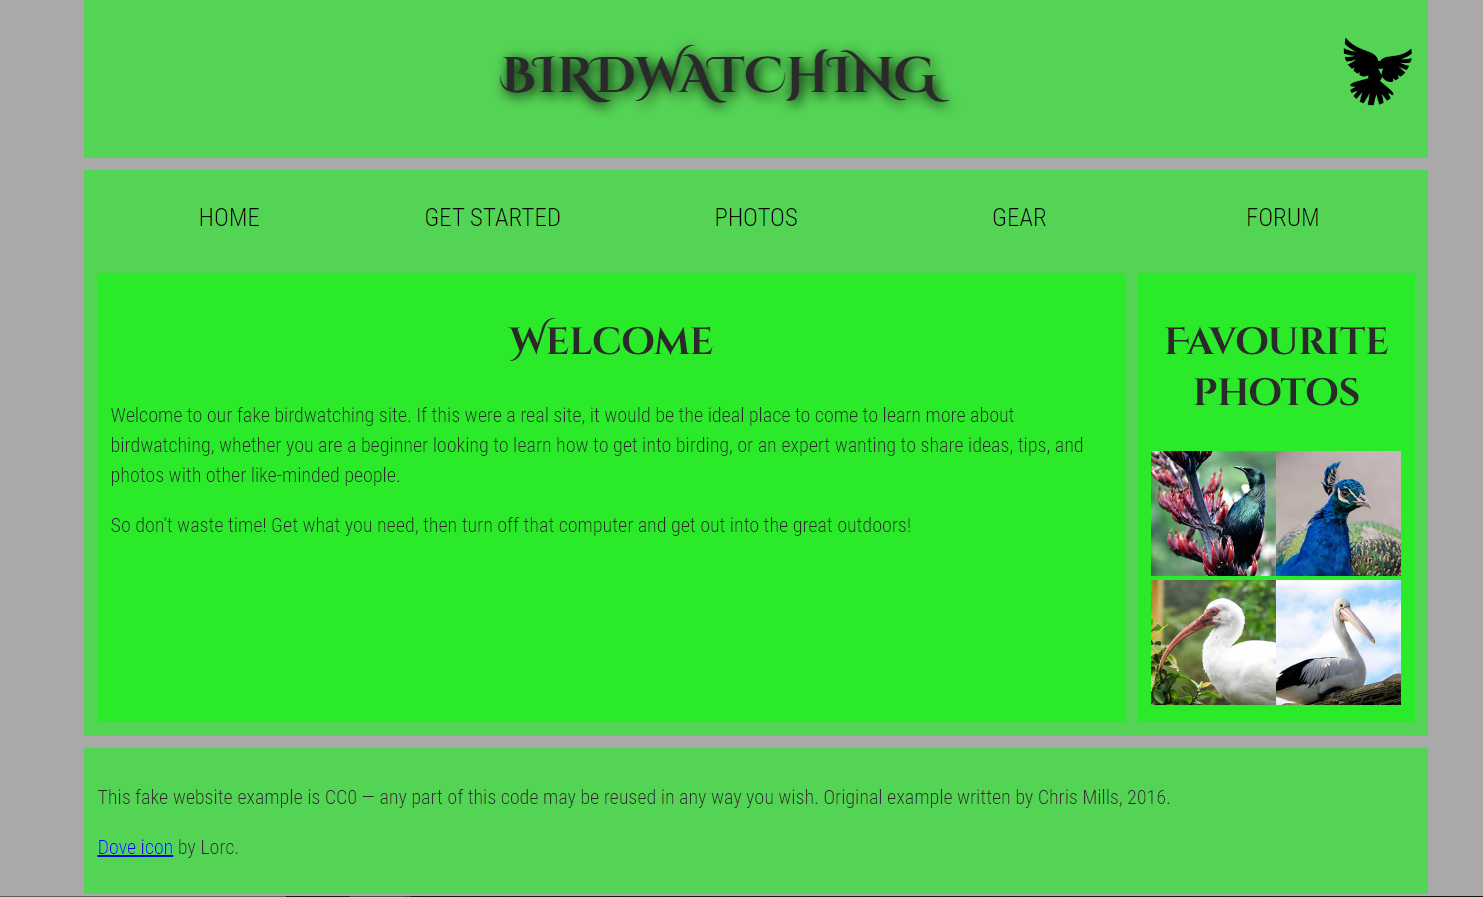 BIRDWATCHING
HOME GET STARTED PHOTOS GEAR FORUM
Welcome
Welcome to our fake birdwatching site. If this were a real site, it would be the ideal place to come to learn more about
birdwatching, whether you are a beginner looking to learn how to get into birding, or an expert wanting to share ideas, tips, and
photos with other like-minded people.
So don't waste time! Get what you need, then turn off that computer and get out into the great outdoors!
Favourite
photos
This fake website example is CC0 — any part of this code may be reused in any way you wish. Original example written by Chris Mills, 2016.
Dove icon by Lorc.